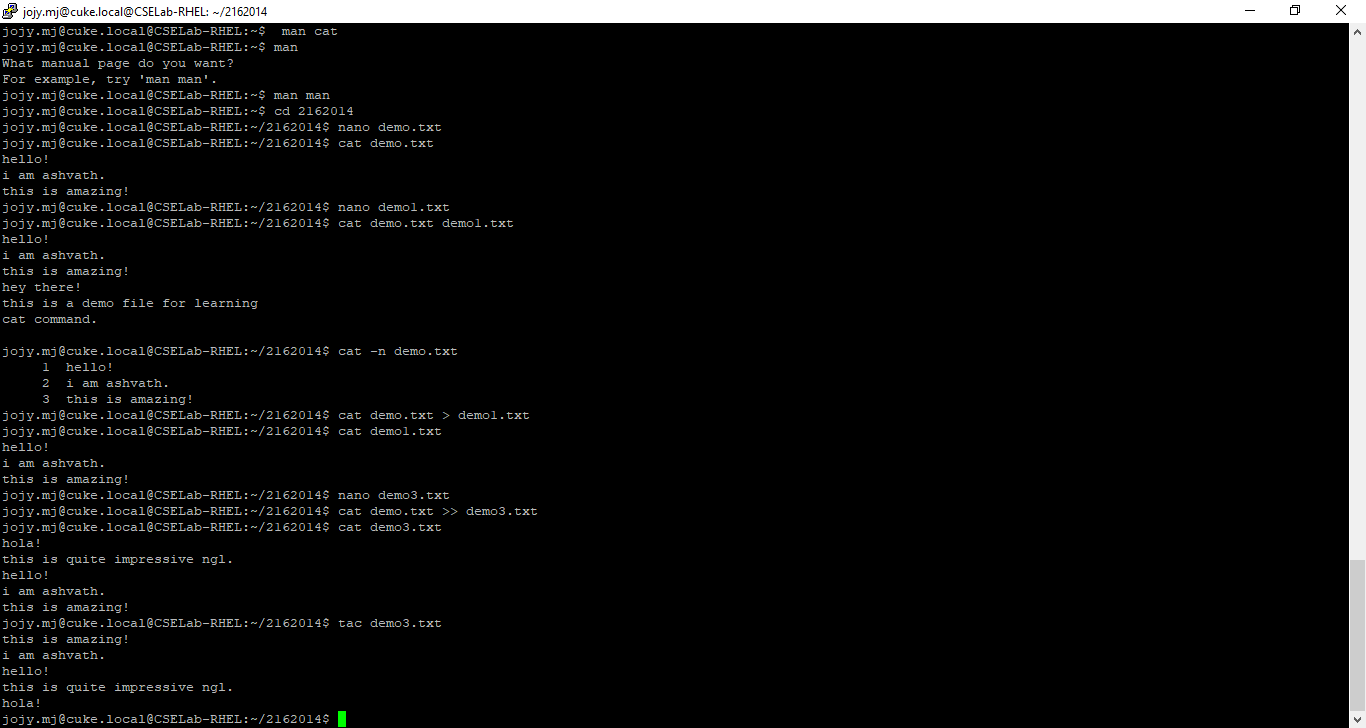 jojy.mj@cuke.local@CSELab-RHEL: ~/2162014
jojy.mj@cuke.local@CSELab-RHEL:~$  man cat
jojy.mj@cuke.local@CSELab-RHEL:~$ man
What manual page do you want?
For example, try 'man man'.
jojy.mj@cuke.local@CSELab-RHEL:~$ man man
jojy.mj@cuke.local@CSELab-RHEL:~$ cd 2162014
jojy.mj@cuke.local@CSELab-RHEL:~/2162014$ nano demo.txt
jojy.mj@cuke.local@CSELab-RHEL:~/2162014$ cat demo.txt
hello!
i am ashvath.
this is amazing!
jojy.mj@cuke.local@CSELab-RHEL:~/2162014$ nano demo1.txt
jojy.mj@cuke.local@CSELab-RHEL:~/2162014$ cat demo.txt demo1.txt
hello!
i am ashvath.
this is amazing!
hey there!
this is a demo file for learning
cat command.

jojy.mj@cuke.local@CSELab-RHEL:~/2162014$ cat -n demo.txt
     1  hello!
     2  i am ashvath.
     3  this is amazing!
jojy.mj@cuke.local@CSELab-RHEL:~/2162014$ cat demo.txt > demo1.txt
jojy.mj@cuke.local@CSELab-RHEL:~/2162014$ cat demo1.txt
hello!
i am ashvath.
this is amazing!
jojy.mj@cuke.local@CSELab-RHEL:~/2162014$ nano demo3.txt
jojy.mj@cuke.local@CSELab-RHEL:~/2162014$ cat demo.txt >> demo3.txt
jojy.mj@cuke.local@CSELab-RHEL:~/2162014$ cat demo3.txt
hola!
this is quite impressive ngl.
hello!
i am ashvath.
this is amazing!
jojy.mj@cuke.local@CSELab-RHEL:~/2162014$ tac demo3.txt
this is amazing!
i am ashvath.
hello!
this is quite impressive ngl.
hola!
jojy.mj@cuke.local@CSELab-RHEL:~/2162014$